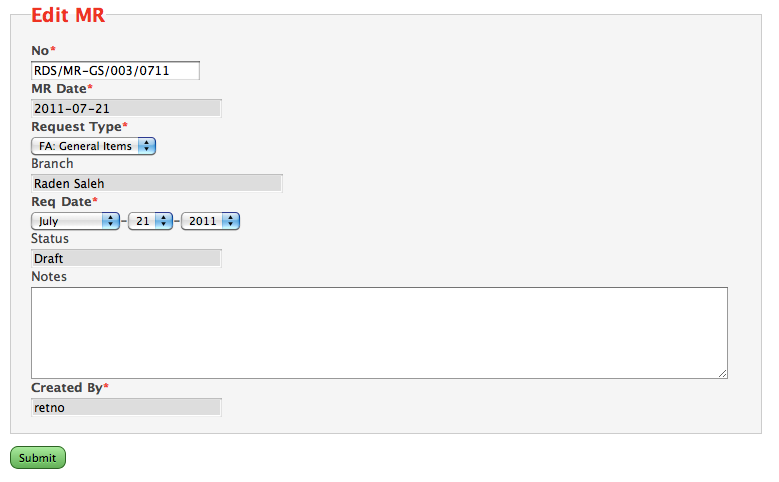 Edit MR
No*
RDS/MR-GS/003/0711
MR Date*
2011-07-21
Request Type*
FA: General Items
Branch
Raden Saleh
Req Date*
July - 21 - 2011
Status
Draft
Notes
Created By*
retno
Submit